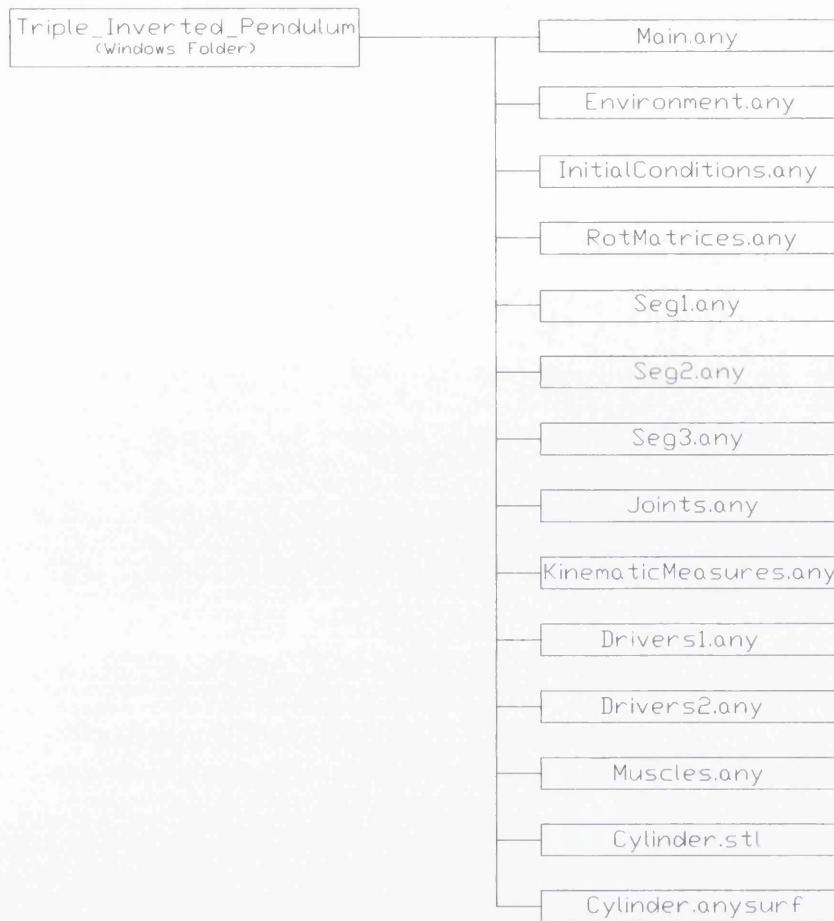 Triple_Inverted_Pendulum
(Windows Folder)
Main.any
Environment.any
InitialConditions.any
RotMatrices.any
Seg1.any
Seg2.any
Seg3.any
Joints.any
KinematicMeasures.any
Drivers1.any
Drivers2.any
Muscles.any
Cylinder.stl
Cylinder.anysurf